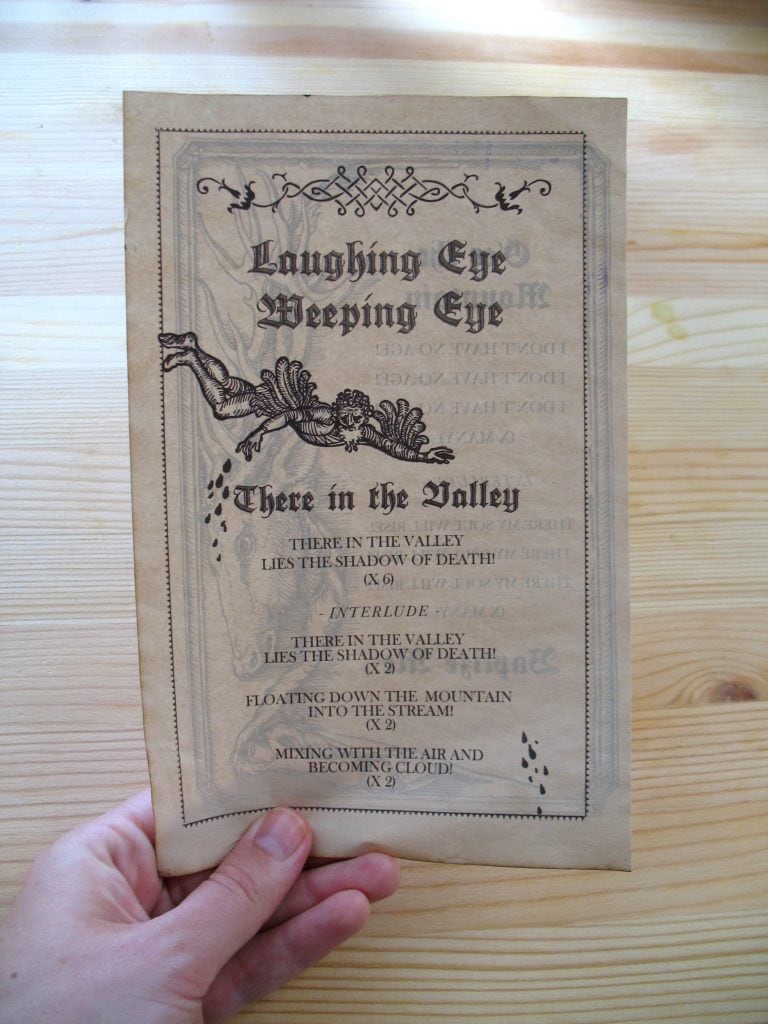 Laughing Eye
Weeping Eye
There in the Valley
THERE IN THE VALLEY
LIES THE SHADOW OF DEATH!
(X 6)
- INTERLUDE -
THERE IN THE VALLEY
LIES THE SHADOW OF DEATH!
(X 2)
FLOATING DOWN THE MOUNTAIN
INTO THE STREAM!
(X 2)
MIXING WITH THE AIR AND
BECOMING CLOUD!
(X 2)